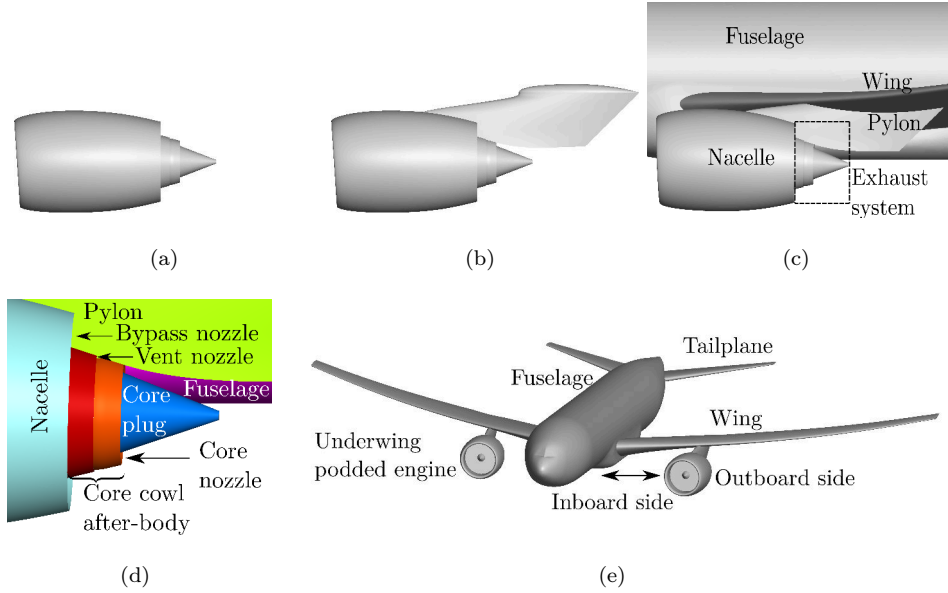 Fuselage
Wing
Pylon
Nacelle
Exhaust
system
(a)
(b)
(c)
Pylon
Bypass nozzle
Vent nozzle
Nacelle
Fuselage
Core
plug
Core
nozzle
Core cowl
after-body
Tailplane
Fuselage
Wing
Underwing
podded engine
Outboard side
Inboard side
(d)
(e)